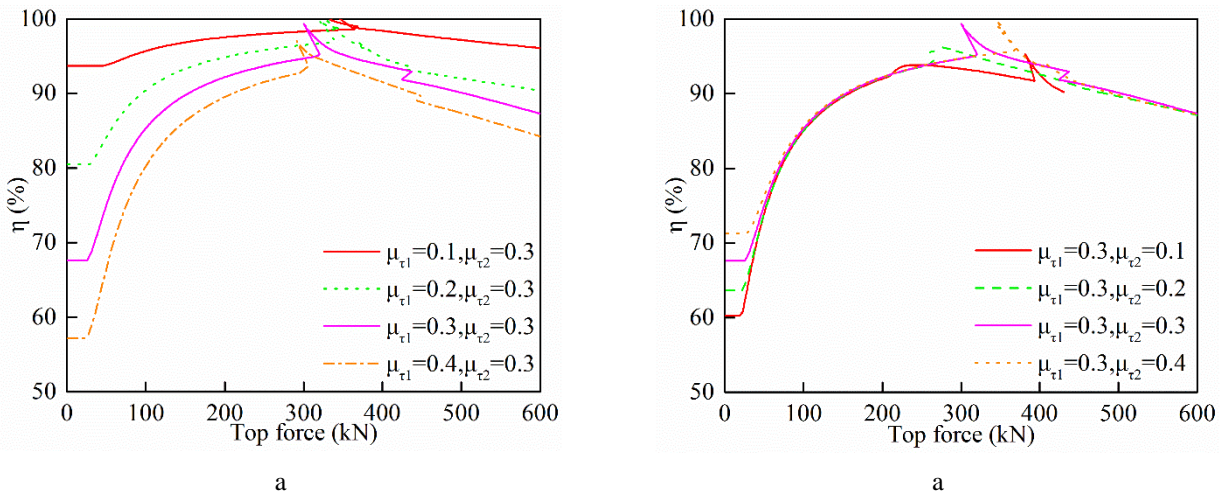 100
90
80
70
60
50
η (%)
μτ1=0.1,μτ2=0.3
μτ1=0.2,μτ2=0.3
μτ1=0.3,μτ2=0.3
μτ1=0.4,μτ2=0.3
0 100 200 300 400 500 600
Top force (kN)
a
100
90
80
70
60
50
η (%)
μτ1=0.3,μτ2=0.1
μτ1=0.3,μτ2=0.2
μτ1=0.3,μτ2=0.3
μτ1=0.3,μτ2=0.4
0 100 200 300 400 500 600
Top force (kN)
a